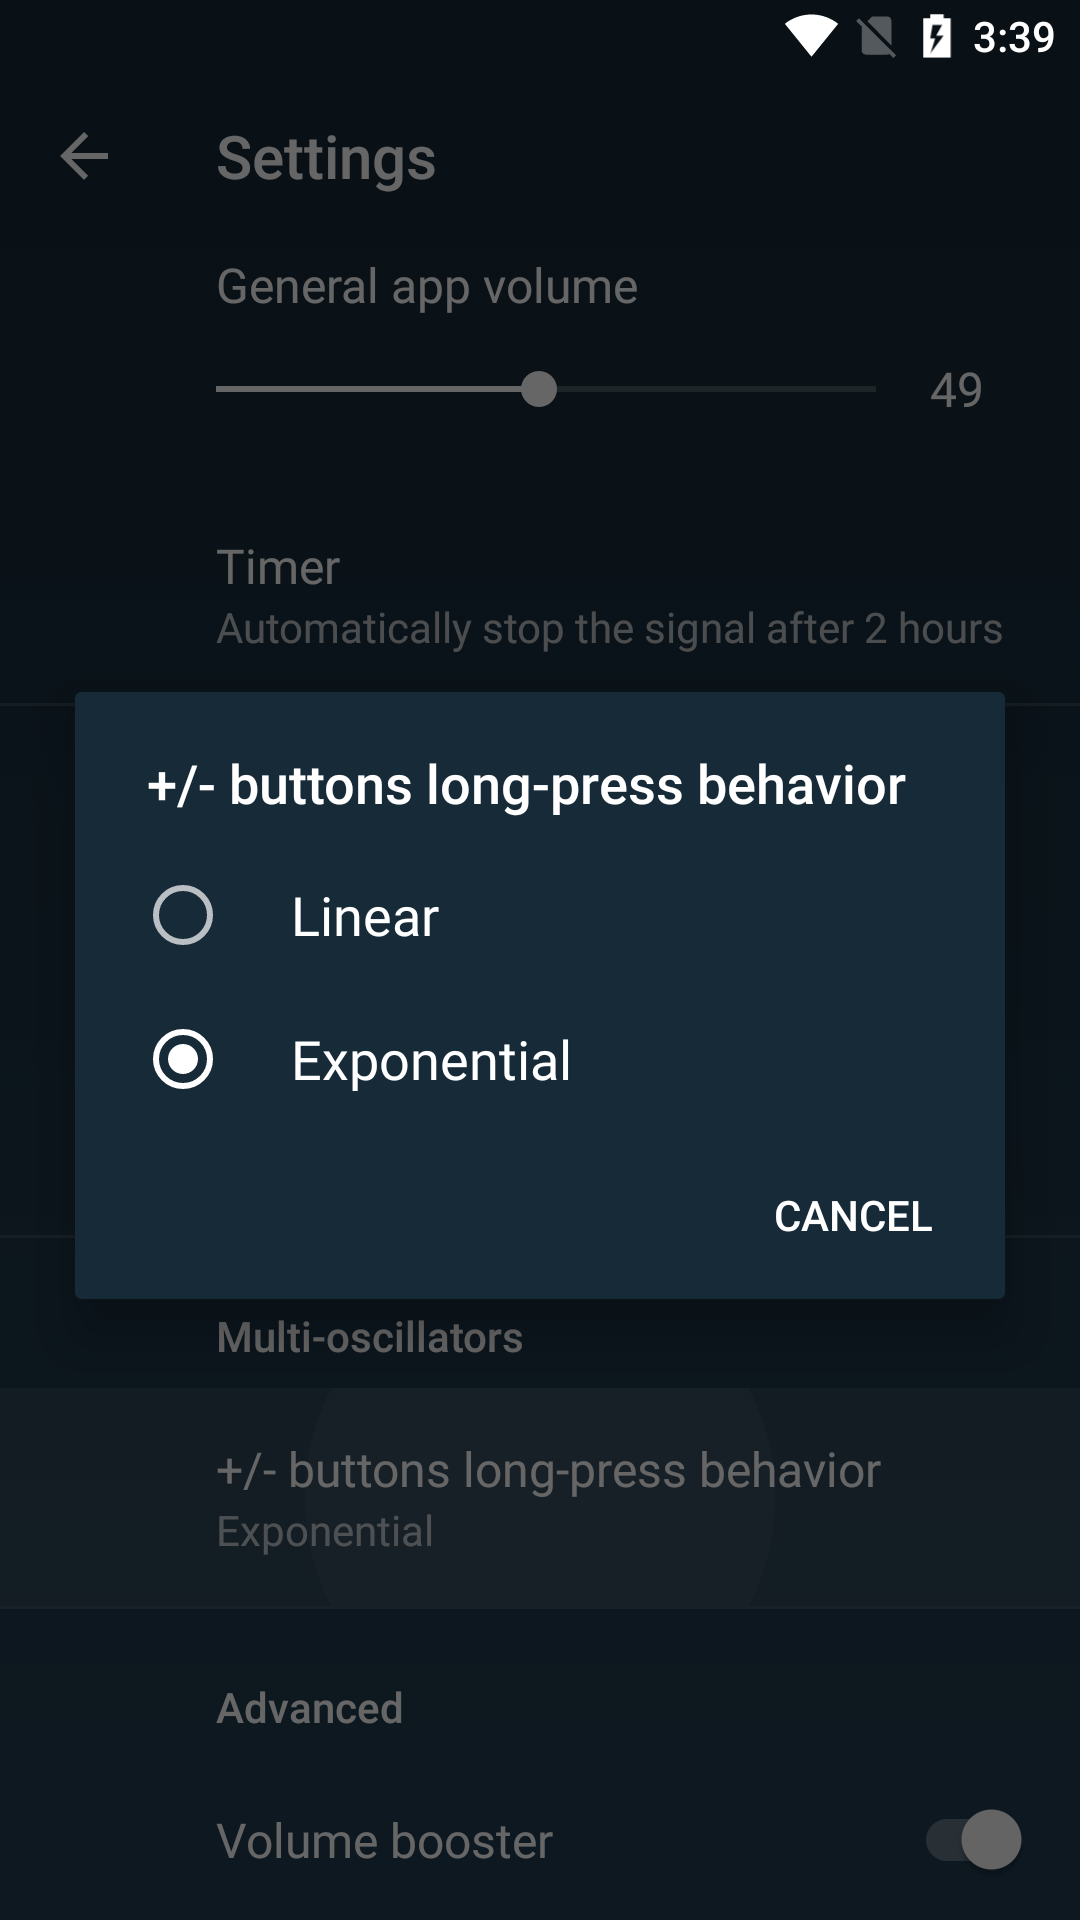 3:39
Settings
General app volume
49
Timer
Automatically stop the signal after 2 hours
+/- buttons long-press behavior
Linear
Exponential
CANCEL
Multi-oscillators
+/- buttons long-press behavior
Exponential
Advanced
Volume booster